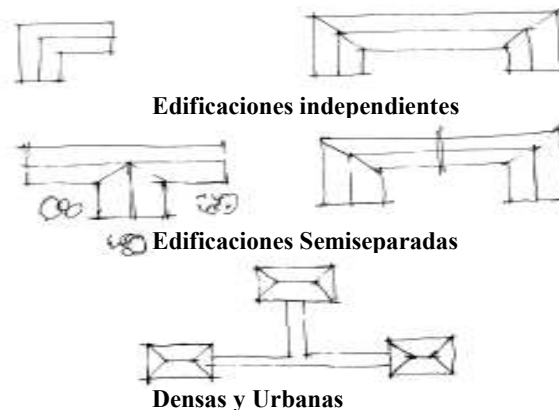 Edificaciones independientes
Edificaciones Semiseparadas
Densas y Urbanas